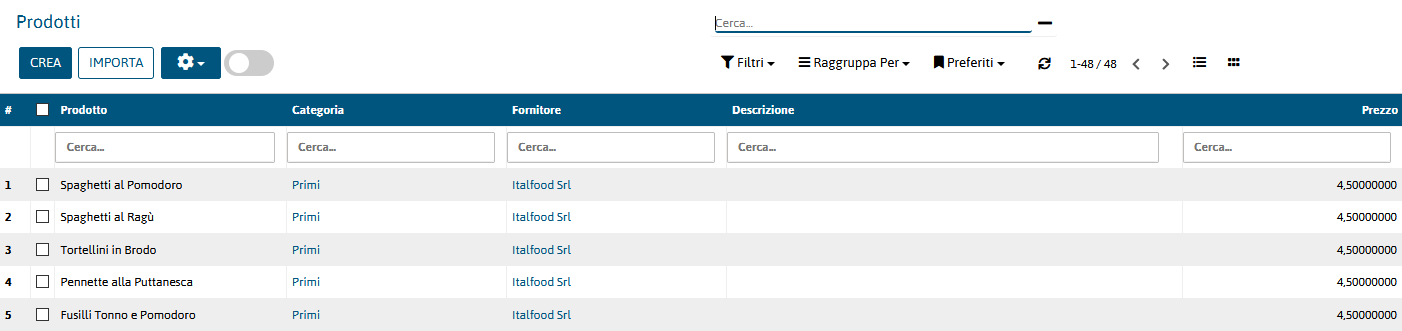 Prodotti
Cerca...
CREA IMPORTA Filtri Raggruppa Per Preferiti 1-48 / 48
# Prodotto Categoria Fornitore Descrizione Prezzo
Cerca... Cerca... Cerca... Cerca... Cerca...
1 Spaghetti al Pomodoro Primi Italfood Srl 4,50000000
2 Spaghetti al Ragù Primi Italfood Srl 4,50000000
3 Tortellini in Brodo Primi Italfood Srl 4,50000000
4 Pennette alla Puttanesca Primi Italfood Srl 4,50000000
5 Fusilli Tonno e Pomodoro Primi Italfood Srl 4,50000000